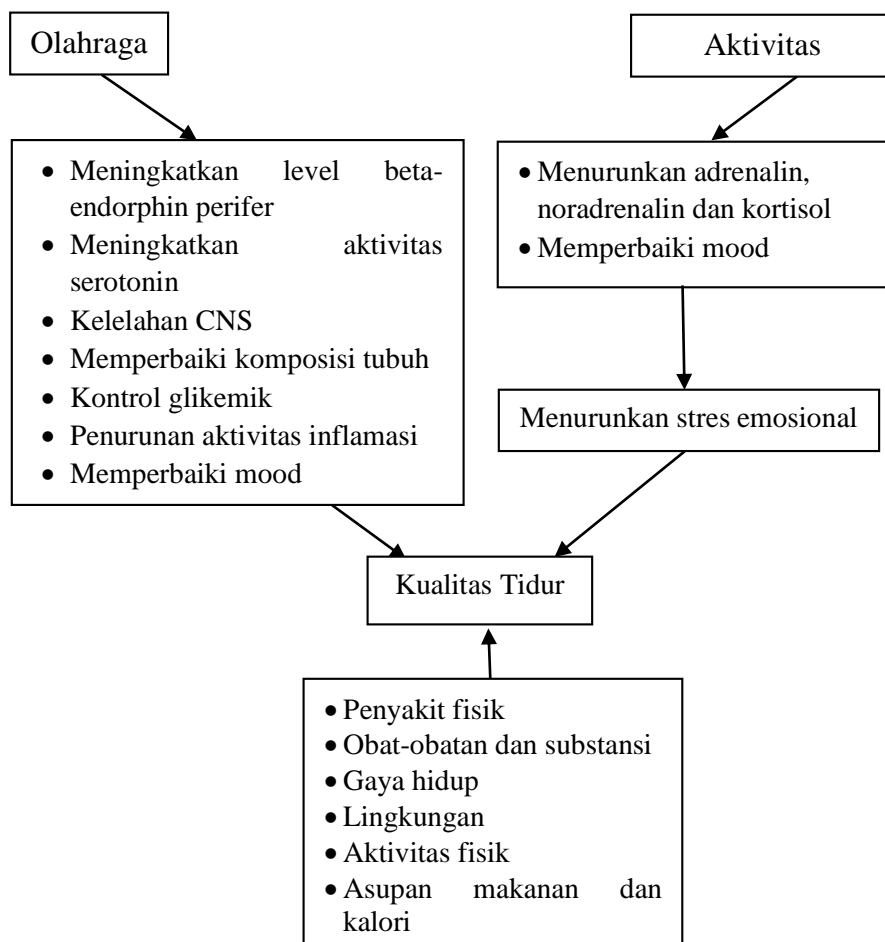 Olahraga
Aktivitas
• Meningkatkan level beta-
endorphin perifer
• Meningkatkan aktivitas
serotonin
• Kelelahan CNS
• Memperbaiki komposisi tubuh
• Kontrol glikemik
• Penurunan aktivitas inflamasi
• Memperbaiki mood
• Menurunkan adrenalin,
noradrenalin dan kortisol
• Memperbaiki mood
Menurunkan stres emosional
Kualitas Tidur
• Penyakit fisik
• Obat-obatan dan substansi
• Gaya hidup
• Lingkungan
• Aktivitas fisik
• Asupan makanan dan
kalori